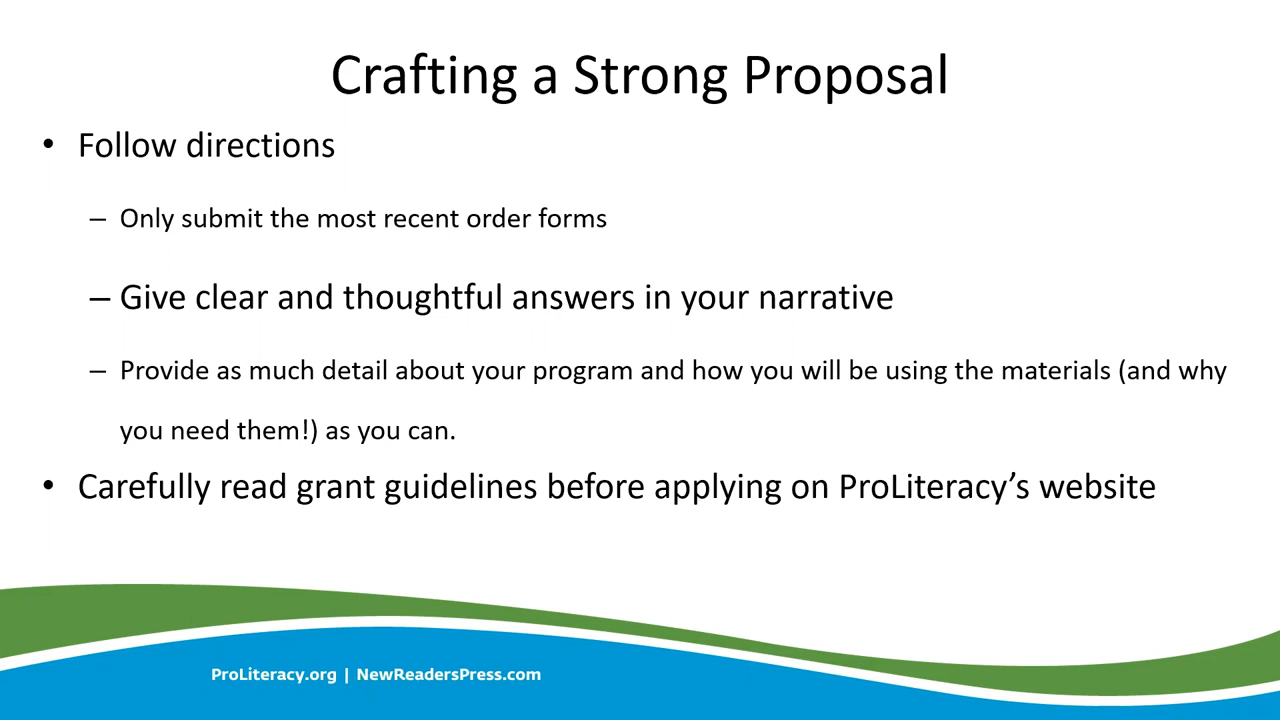 Crafting a Strong Proposal
• Follow directions
– Only submit the most recent order forms
– Give clear and thoughtful answers in your narrative
– Provide as much detail about your program and how you will be using the materials (and why
you need them!) as you can.
• Carefully read grant guidelines before applying on ProLiteracy’s website
ProLiteracy.org | NewReadersPress.com